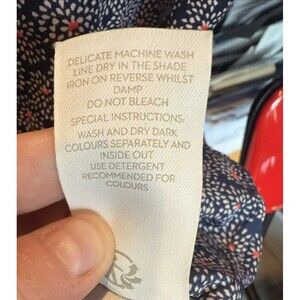 DELICATE MACHINE WASH
LINE DRY IN THE SHADE
IRON ON REVERSE WHILST
DAMP
DO NOT BLEACH
SPECIAL INSTRUCTIONS:
WASH AND DRY DARK
COLOURS SEPARATELY AND
INSIDE OUT
USE DETERGENT
RECOMMENDED FOR
COLOURS